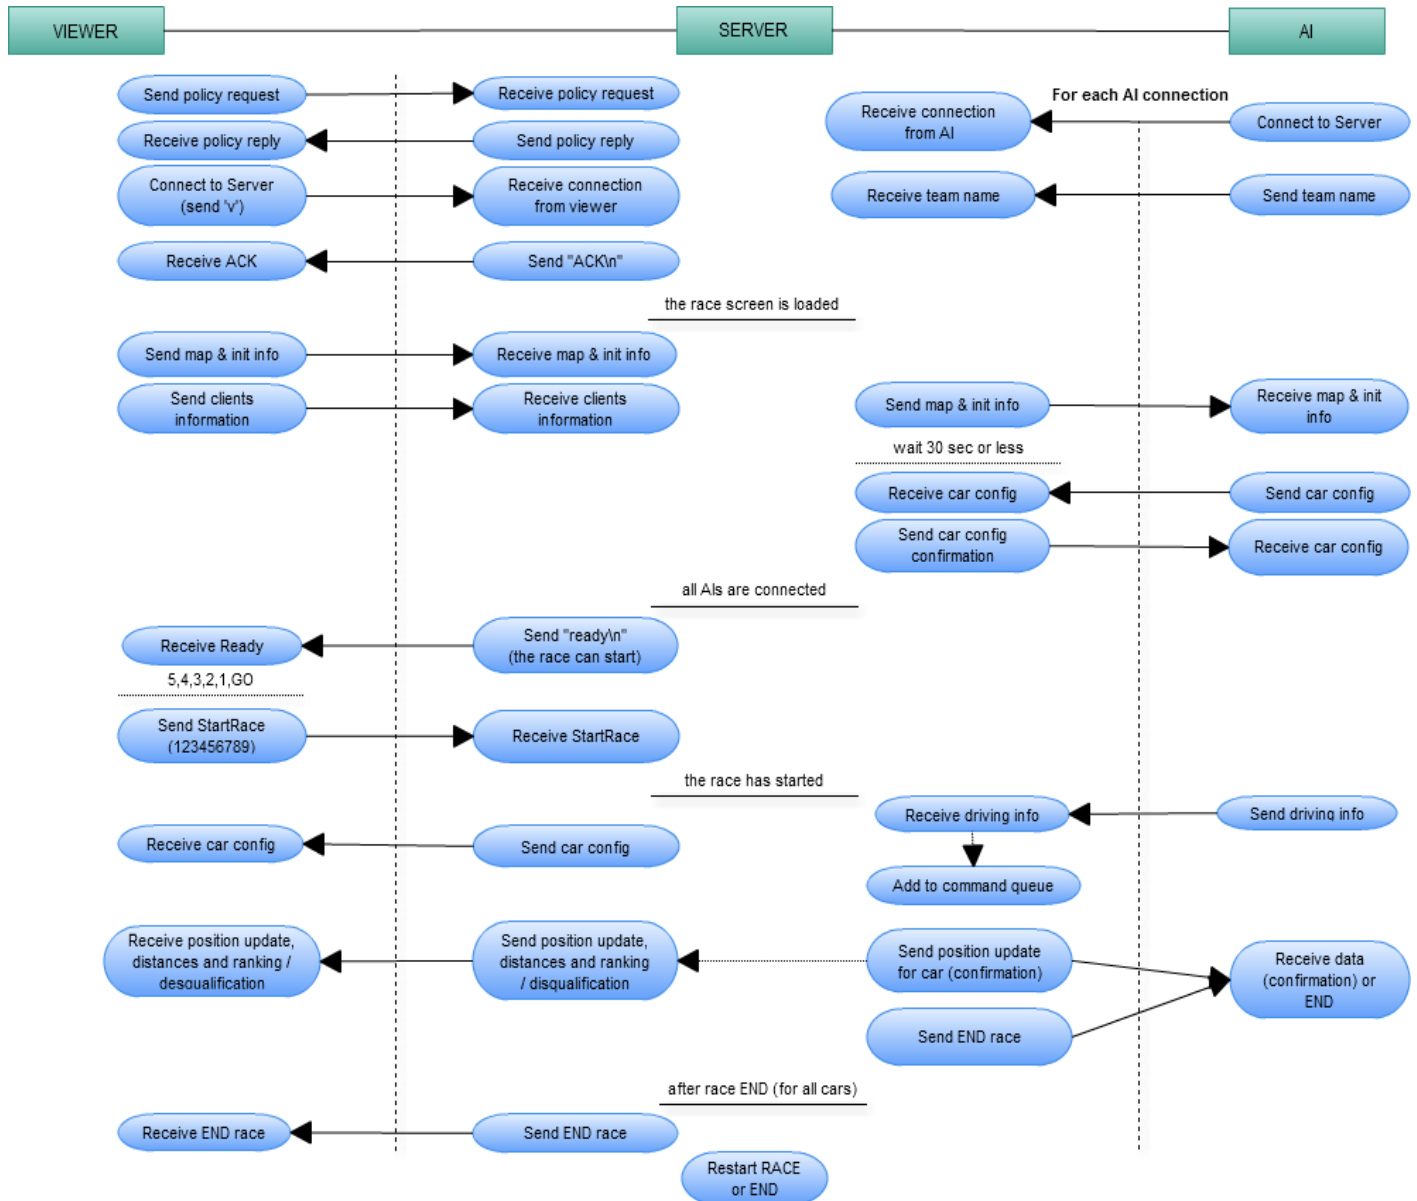 VIEWER
SERVER
AI
Send policy request
Receive policy request
For each AI connection
Receive connection
from AI
Connect to Server
Receive policy reply
Send policy reply
Connect to Server
(send 'v')
Receive connection
from viewer
Receive team name
Send team name
Receive ACK
Send "ACK\n"
the race screen is loaded
Send map & init info
Receive map & init info
Send clients
information
Receive clients
information
Send map & init info
Receive map & init
info
wait 30 sec or less
Receive car config
Send car config
Send car config
confirmation
Receive car config
all AIs are connected
Receive Ready
Send "ready\n"
(the race can start)
5,4,3,2,1,GO
Send StartRace
(123456789)
Receive StartRace
the race has started
Receive driving info
Send driving info
Receive car config
Send car config
Add to command queue
Receive position update,
distances and ranking /
desqualification
Send position update,
distances and ranking
/ disqualification
Send position update
for car (confirmation)
Receive data
(confirmation) or
END
Send END race
after race END (for all cars)
Receive END race
Send END race
Restart RACE
or END